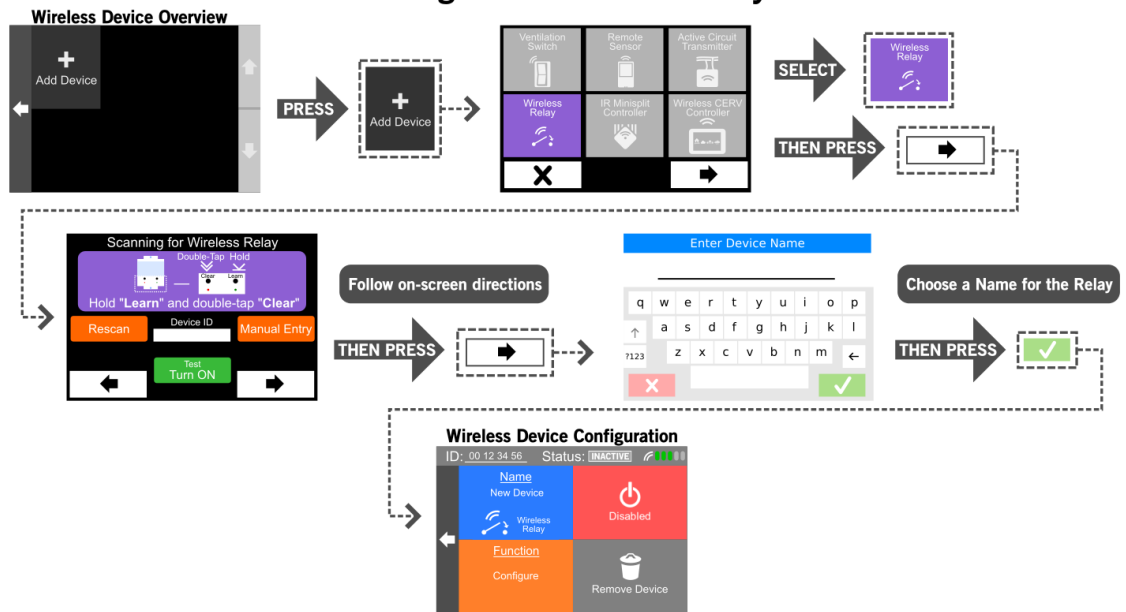 Wireless Device Overview
+
Add Device
PRESS
+
Add Device
Ventilation
Switch
Remote
Sensor
Active Circuit
Transmitter
Wireless
Relay
IR Minisplit
Controller
Wireless CERV
Controller
X
SELECT
Wireless
Relay
THEN PRESS
Scanning for Wireless Relay
Double-Tap Hold
Clear Learn
Hold "Learn" and double-tap "Clear"
Rescan
Device ID
Manual Entry
Test
Turn ON
Follow on-screen directions
THEN PRESS
Enter Device Name
q w e r t y u i o p
a s d f g h j k l
?123 z x c v b n m
X
Choose a Name for the Relay
THEN PRESS
Wireless Device Configuration
ID: 00 12 34 56 Status: INACTIVE
Name
New Device
Wireless
Relay
Disabled
Function
Configure
Remove Device